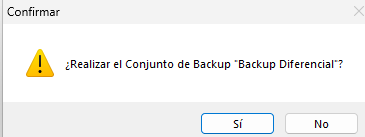 Confirmar
¿Realizar el Conjunto de Backup "Backup Diferencial"?
Sí
No